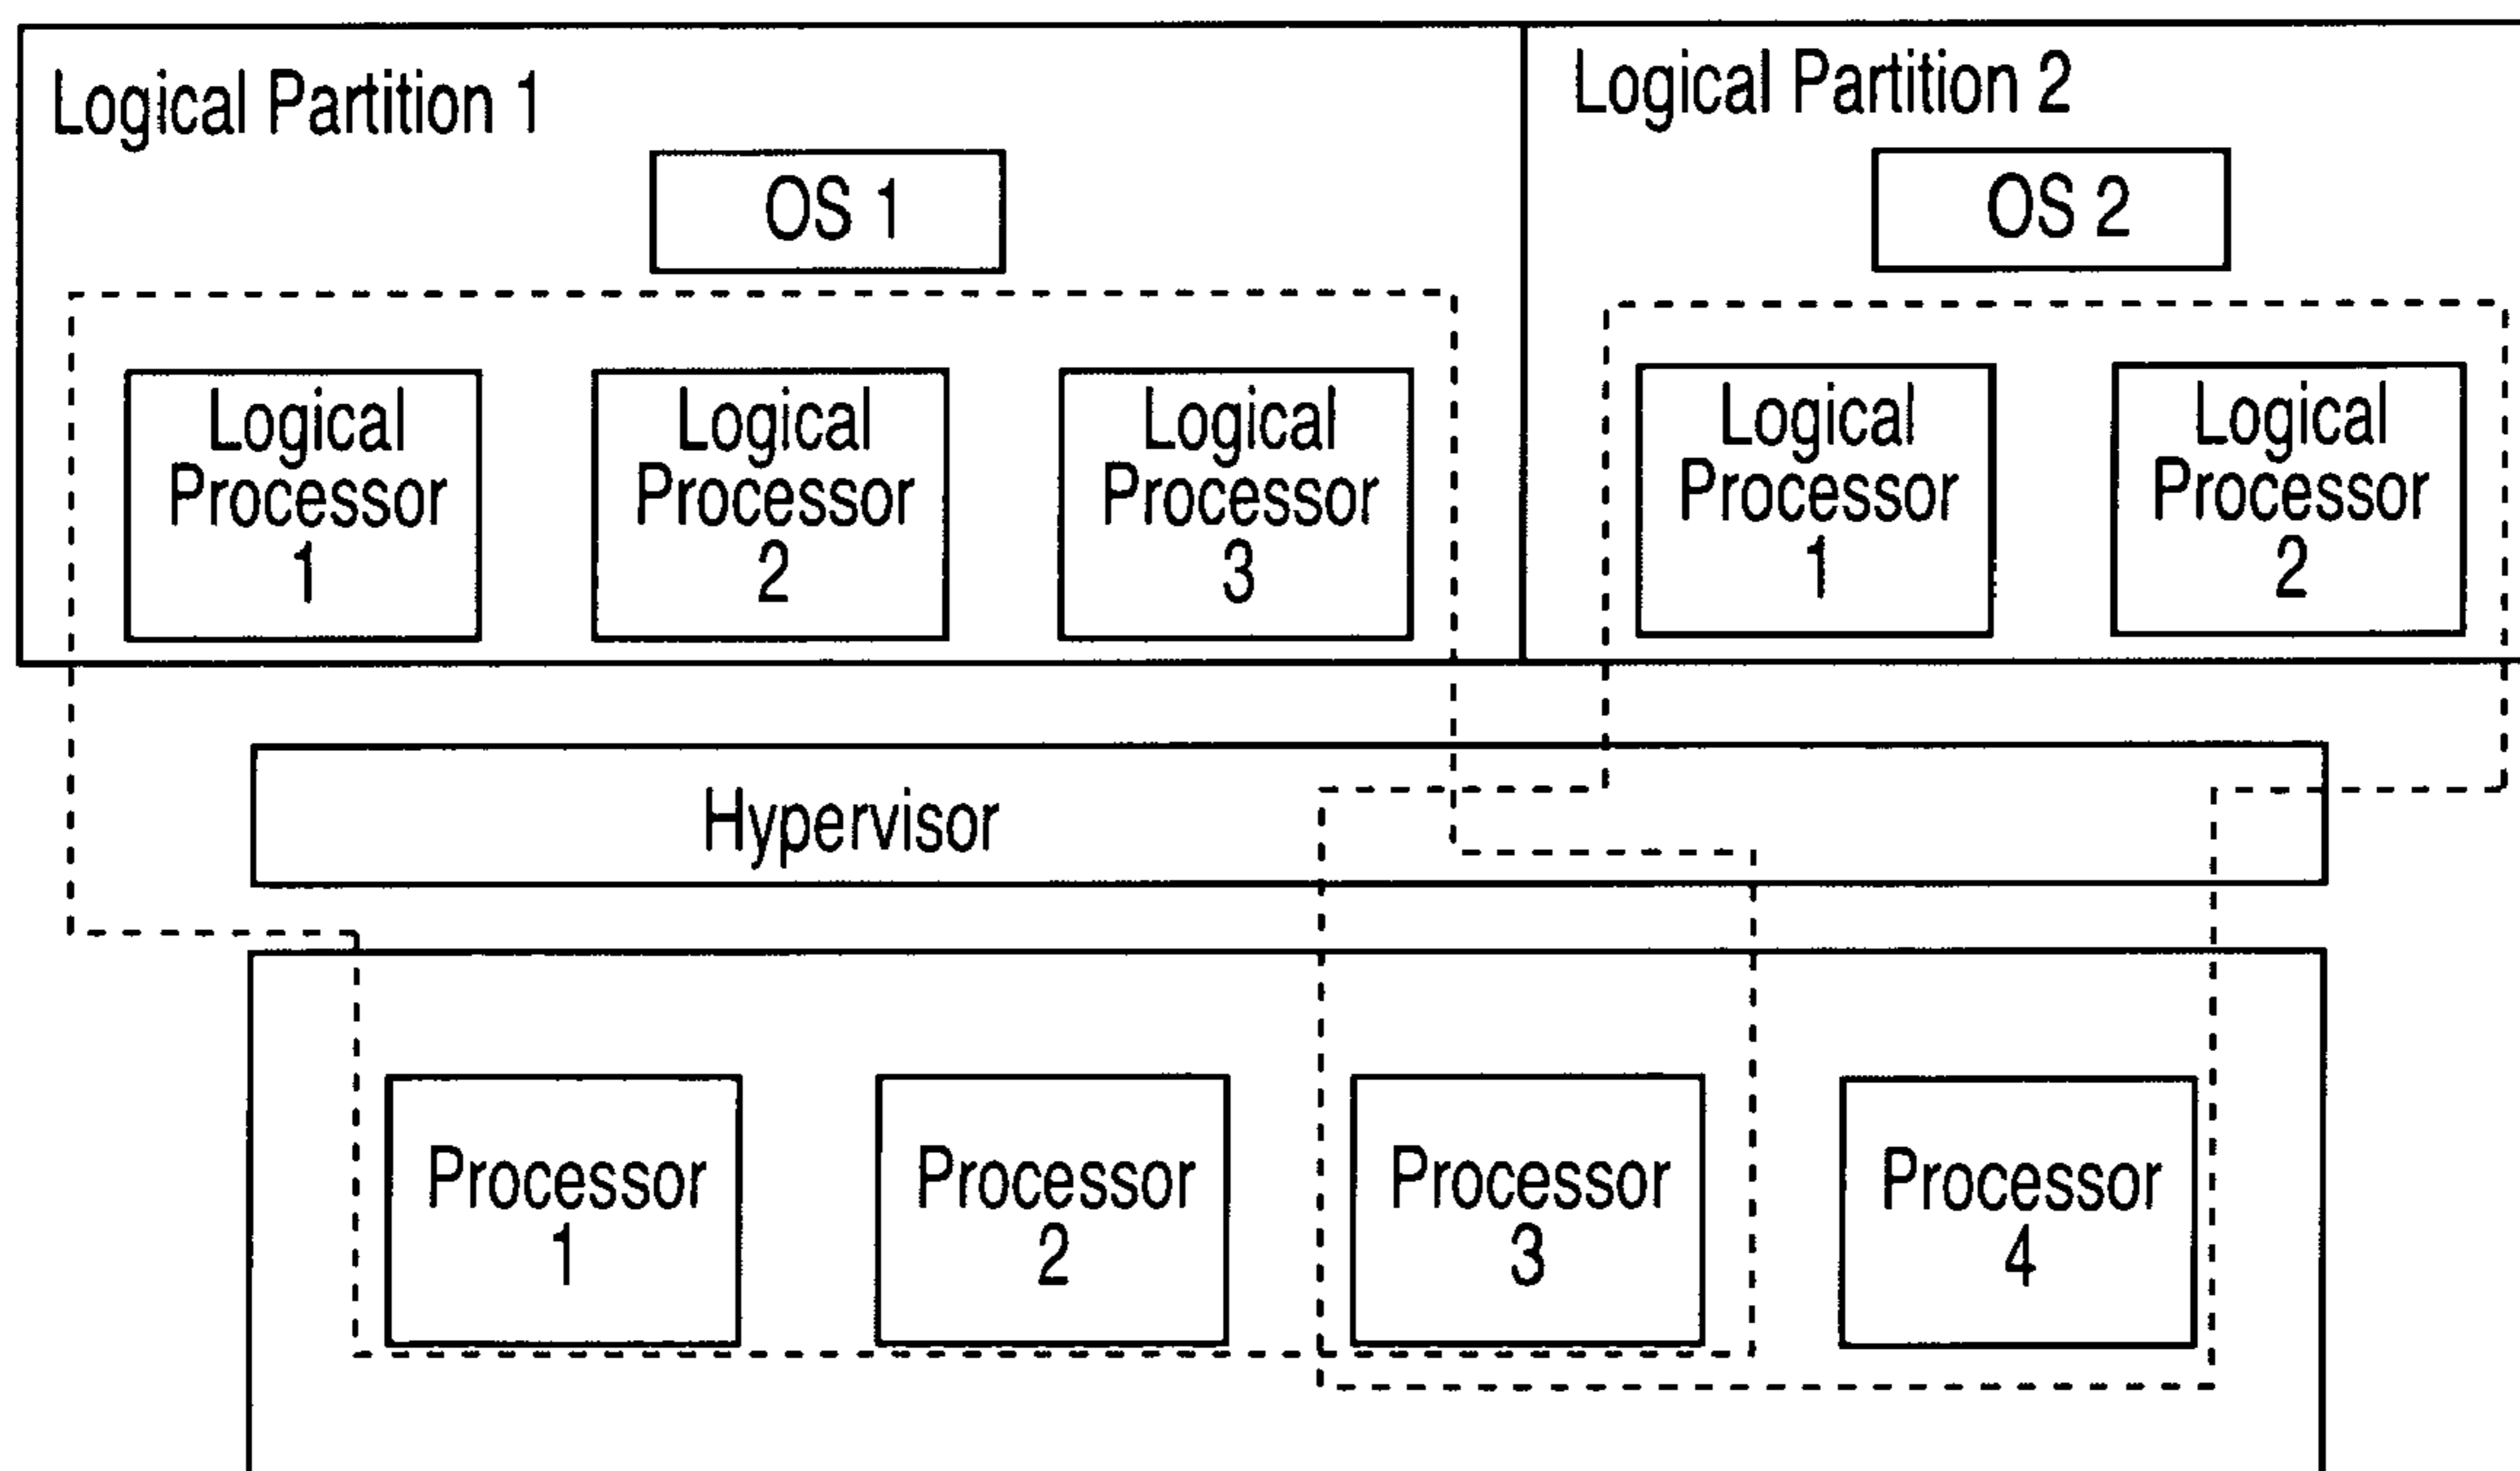 Logical Partition 1
OS 1
Logical
Processor
1
Logical
Processor
2
Logical
Processor
3
Logical Partition 2
OS 2
Logical
Processor
1
Logical
Processor
2
Hypervisor
Processor
1
Processor
2
Processor
3
Processor
4